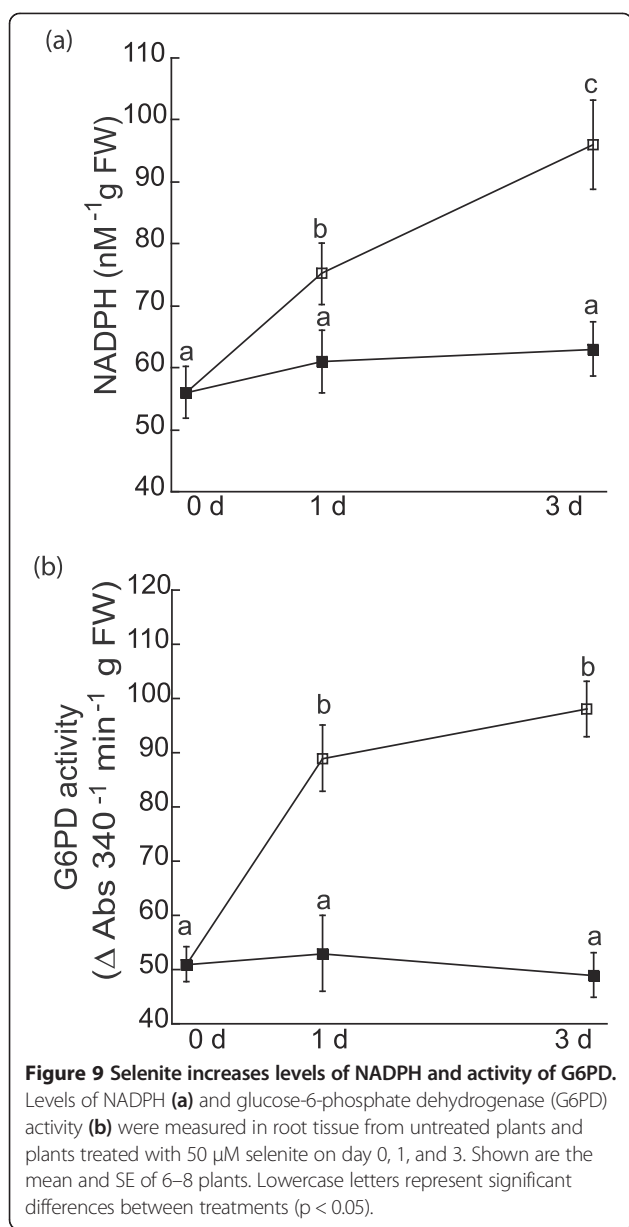 (a)
110
100
90
80
70
60
50
40
NADPH (nM⁻¹g FW)
a
b
a
c
a
0 d 1 d 3 d
(b)
120
110
100
90
80
70
60
50
40
G6PD activity
(Δ Abs 340⁻¹ min⁻¹ g FW)
a
b
a
b
a
0 d 1 d 3 d
Figure 9 Selenite increases levels of NADPH and activity of G6PD.
Levels of NADPH (a) and glucose-6-phosphate dehydrogenase (G6PD)
activity (b) were measured in root tissue from untreated plants and
plants treated with 50 μM selenite on day 0, 1, and 3. Shown are the
mean and SE of 6–8 plants. Lowercase letters represent significant
differences between treatments (p < 0.05).